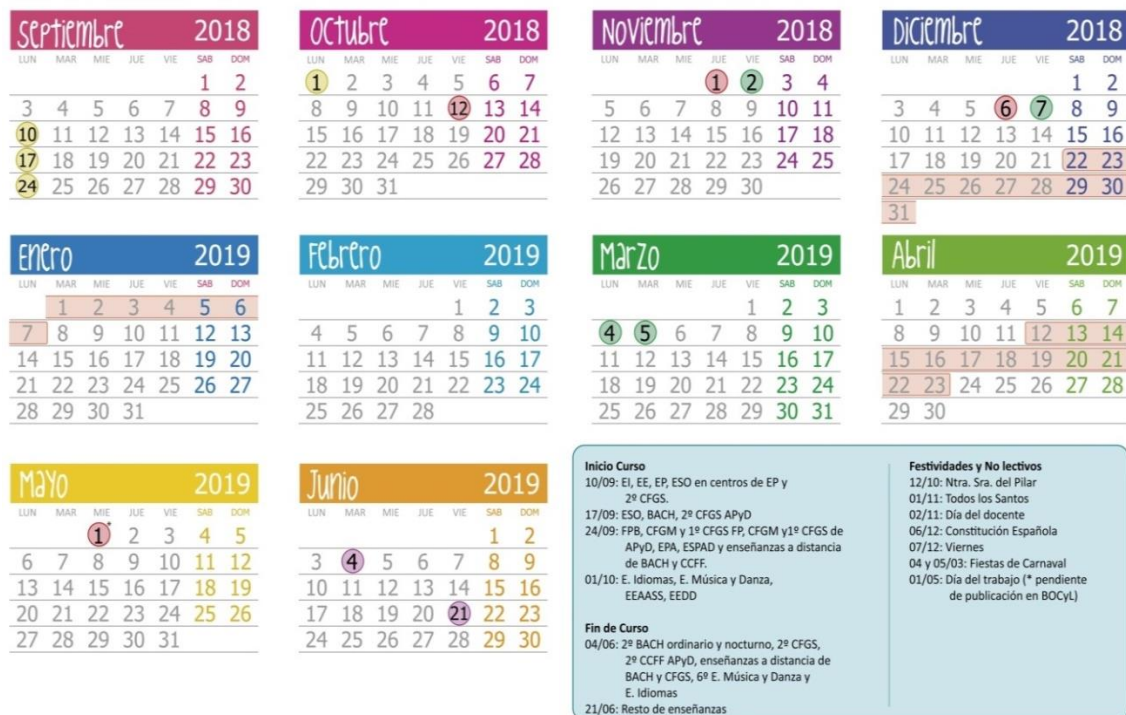 Septiembre 2018
LUN MAR MIE JUE VIE SAB DOM
1 2
3 4 5 6 7 8 9
10 11 12 13 14 15 16
17 18 19 20 21 22 23
24 25 26 27 28 29 30
Octubre 2018
LUN MAR MIE JUE VIE SAB DOM
1 2 3 4 5 6 7
8 9 10 11 12 13 14
15 16 17 18 19 20 21
22 23 24 25 26 27 28
29 30 31
Noviembre 2018
LUN MAR MIE JUE VIE SAB DOM
1 2 3 4
5 6 7 8 9 10 11
12 13 14 15 16 17 18
19 20 21 22 23 24 25
26 27 28 29 30
Diciembre 2018
LUN MAR MIE JUE VIE SAB DOM
1 2
3 4 5 6 7 8 9
10 11 12 13 14 15 16
17 18 19 20 21 22 23
24 25 26 27 28 29 30
31
Enero 2019
LUN MAR MIE JUE VIE SAB DOM
1 2 3 4 5 6
7 8 9 10 11 12 13
14 15 16 17 18 19 20
21 22 23 24 25 26 27
28 29 30 31
Febrero 2019
LUN MAR MIE JUE VIE SAB DOM
1 2 3
4 5 6 7 8 9 10
11 12 13 14 15 16 17
18 19 20 21 22 23 24
25 26 27 28
Marzo 2019
LUN MAR MIE JUE VIE SAB DOM
1 2 3
4 5 6 7 8 9 10
11 12 13 14 15 16 17
18 19 20 21 22 23 24
25 26 27 28 29 30 31
Abril 2019
LUN MAR MIE JUE VIE SAB DOM
1 2 3 4 5 6 7
8 9 10 11 12 13 14
15 16 17 18 19 20 21
22 23 24 25 26 27 28
29 30
Mayo 2019
LUN MAR MIE JUE VIE SAB DOM
1* 2 3 4 5
6 7 8 9 10 11 12
13 14 15 16 17 18 19
20 21 22 23 24 25 26
27 28 29 30 31
Junio 2019
LUN MAR MIE JUE VIE SAB DOM
1 2
3 4 5 6 7 8 9
10 11 12 13 14 15 16
17 18 19 20 21 22 23
24 25 26 27 28 29 30
Inicio Curso
10/09: EI, EE, EP, ESO en centros de EP y
2º CFGS.
17/09: ESO, BACH, 2º CFGS APyD
24/09: FPB, CFGM y 1º CFGS FP, CFGM y1º CFGS de
APyD, EPA, ESPAD y enseñanzas a distancia
de BACH y CCFF.
01/10: E. Idiomas, E. Música y Danza,
EEAASS, EEDD
Fin de Curso
04/06: 2º BACH ordinario y nocturno, 2º CFGS,
2º CCFF APyD, enseñanzas a distancia de
BACH y CFGS, 6º E. Música y Danza y
E. Idiomas
21/06: Resto de enseñanzas
Festividades y No lectivos
12/10: Ntra. Sra. del Pilar
01/11: Todos los Santos
02/11: Día del docente
06/12: Constitución Española
07/12: Viernes
04 y 05/03: Fiestas de Carnaval
01/05: Día del trabajo (* pendiente
de publicación en BOCyL)